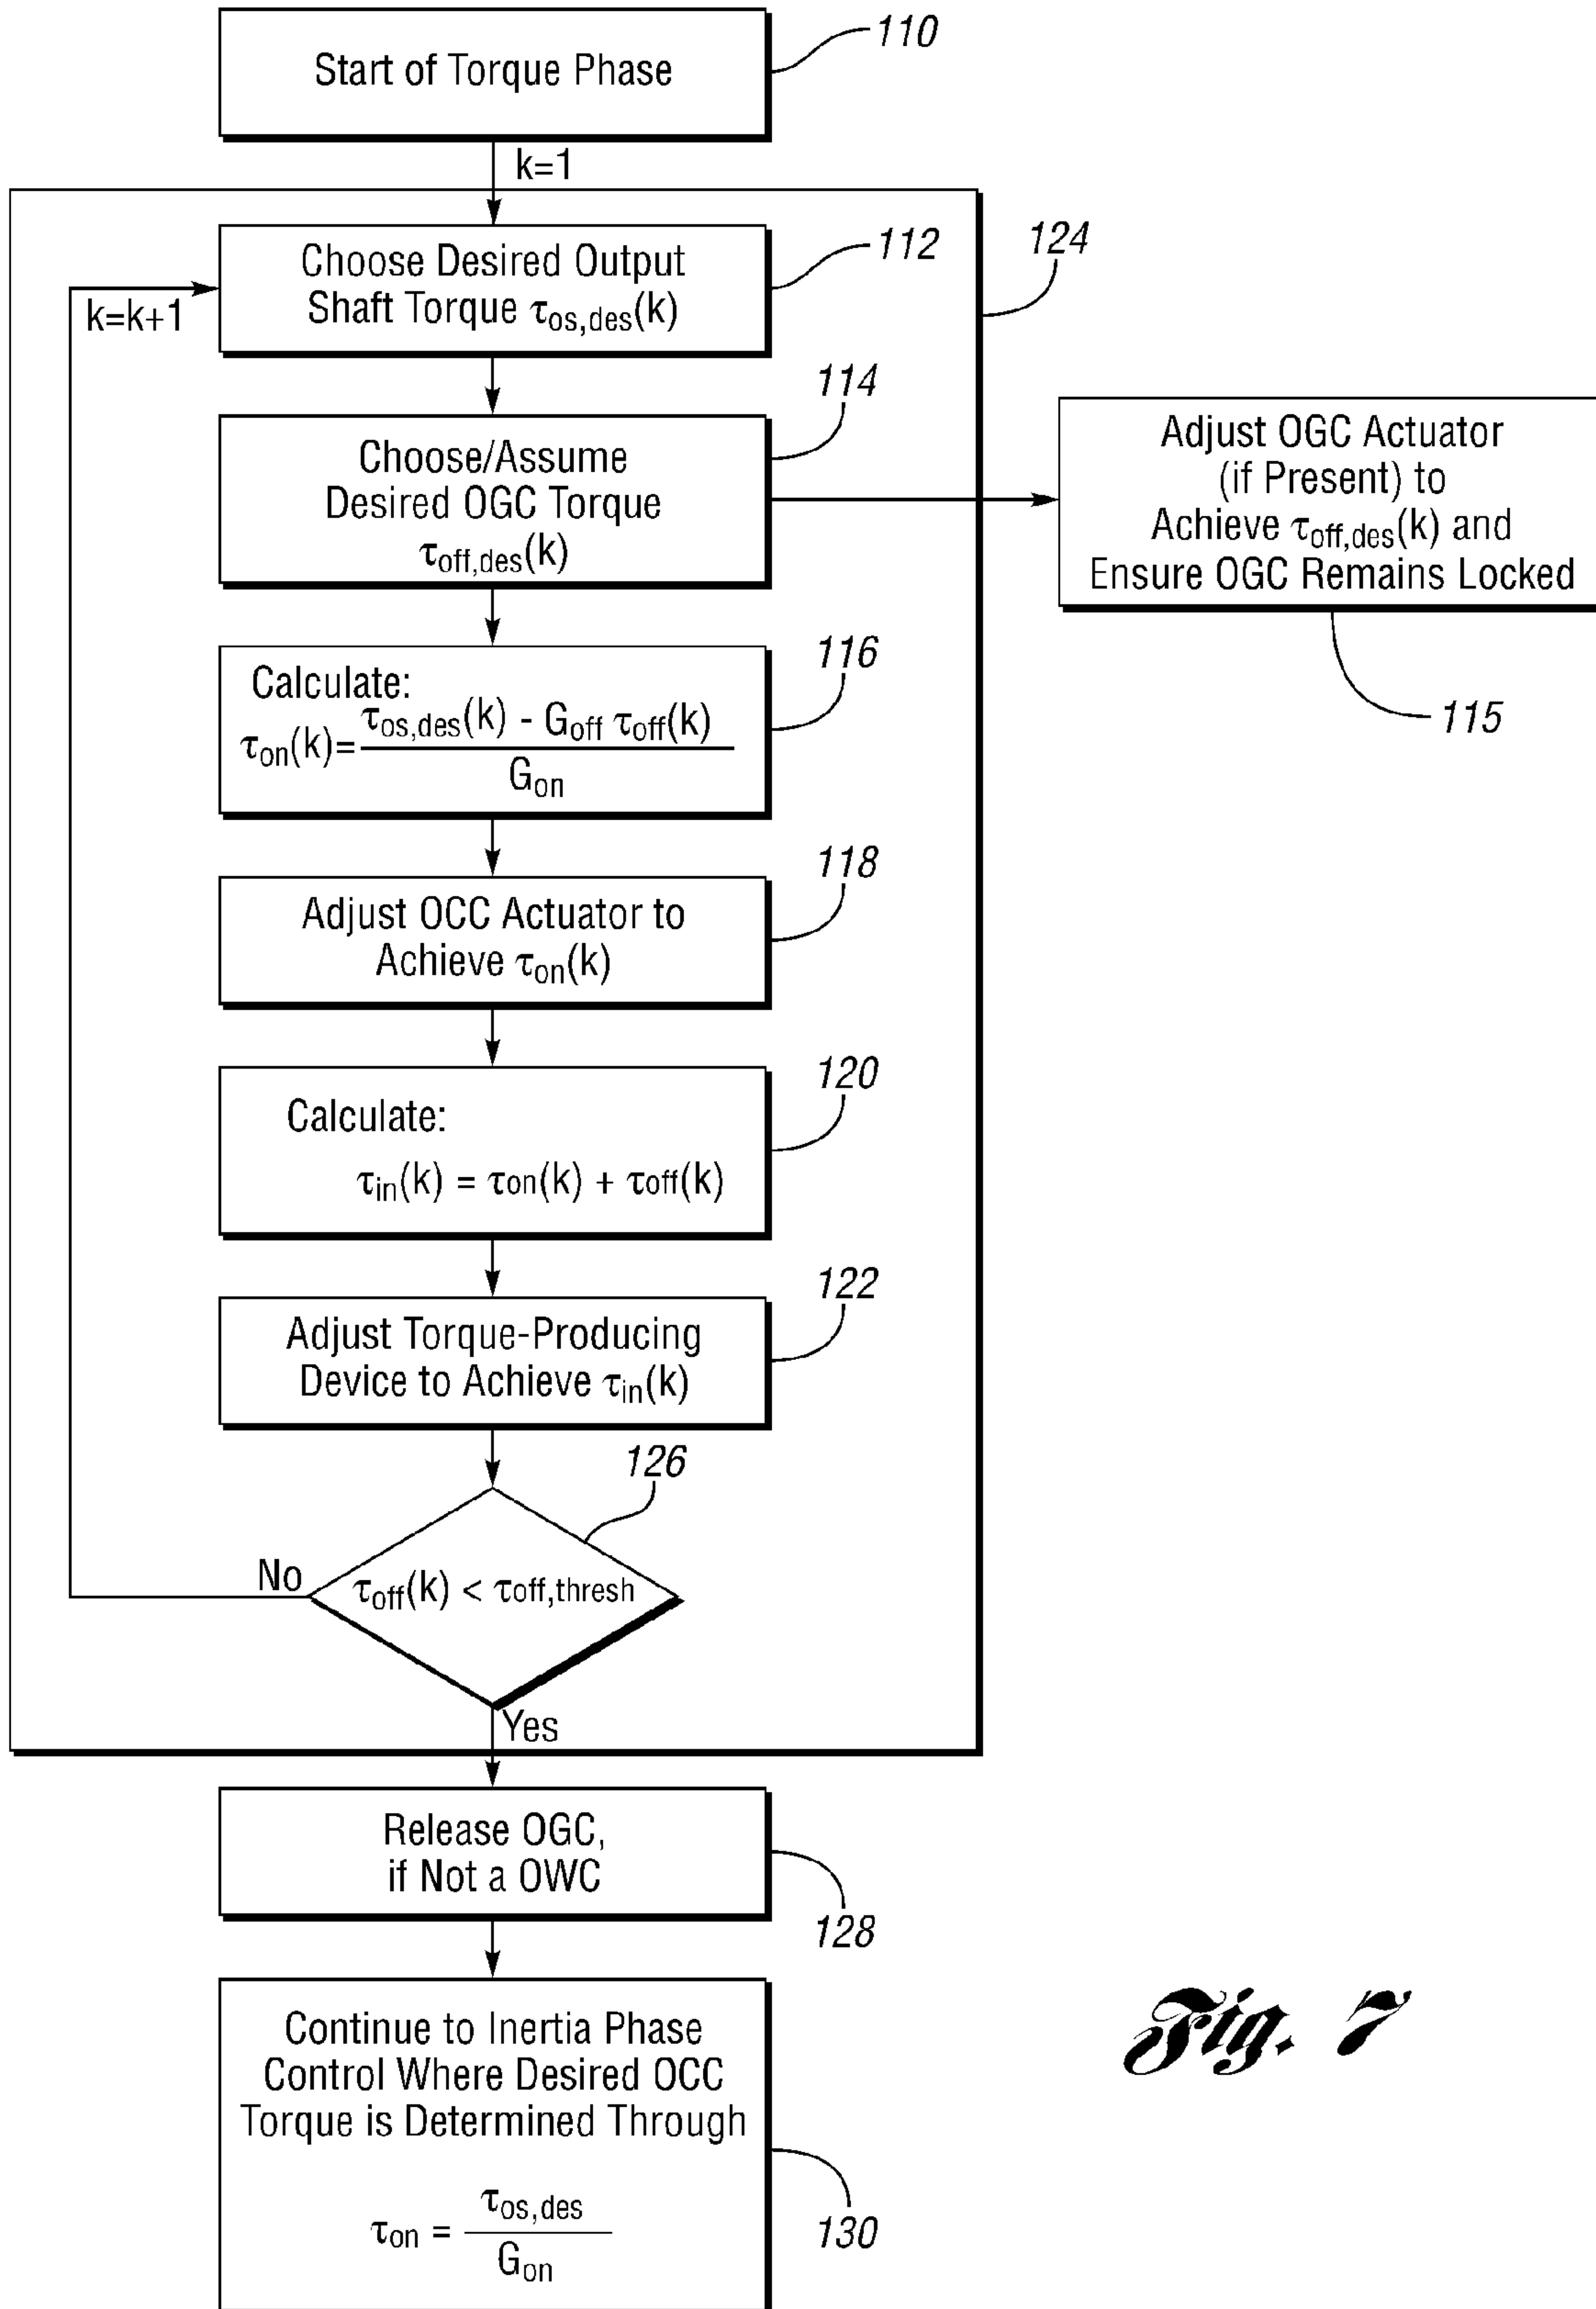 Start of Torque Phase
110
k=1
Choose Desired Output
Shaft Torque τos,des(k)
112
124
k=k+1
Choose/Assume
Desired OGC Torque
τoff,des(k)
114
Adjust OGC Actuator
(if Present) to
Achieve τoff,des(k) and
Ensure OGC Remains Locked
115
Calculate:
τon(k)= τos,des(k) - Goff τoff(k)
Gon
116
Adjust OCC Actuator to
Achieve τon(k)
118
Calculate:
τin(k) = τon(k) + τoff(k)
120
Adjust Torque-Producing
Device to Achieve τin(k)
122
126
No
τoff(k) < τoff,thresh
Yes
Release OGC,
if Not a OWC
128
Continue to Inertia Phase
Control Where Desired OCC
Torque is Determined Through
τon = τos,des
Gon
130
Fig. 7